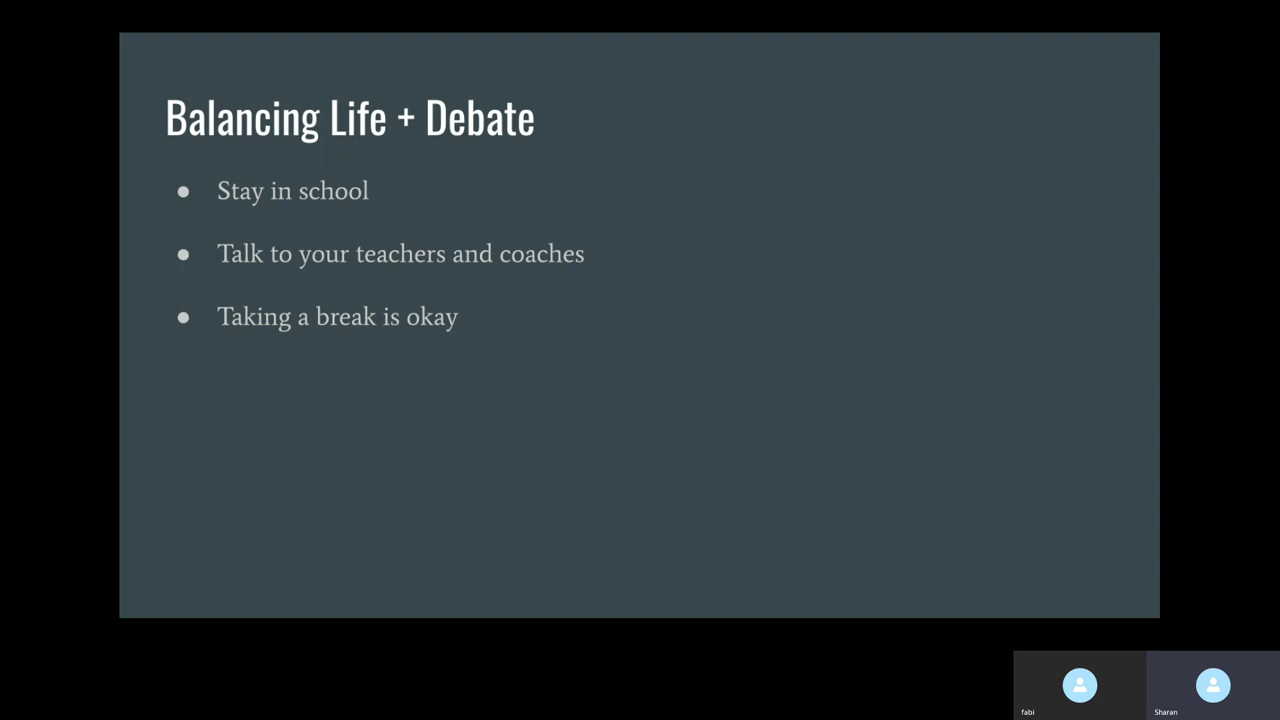 Balancing Life + Debate
● Stay in school
● Talk to your teachers and coaches
● Taking a break is okay
fabi
Sharan